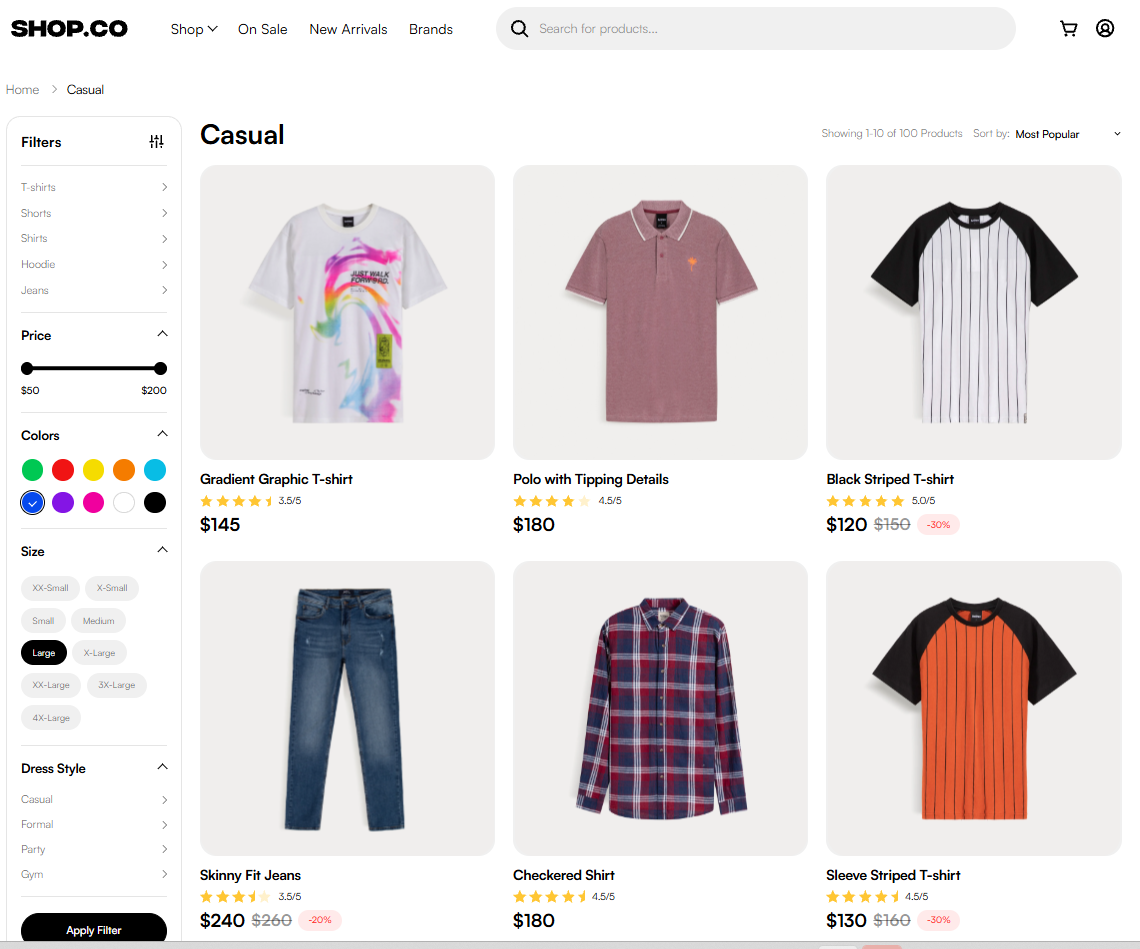 SHOP.CO
Shop On Sale New Arrivals Brands
Search for products...
Home > Casual
Filters
T-shirts
Shorts
Shirts
Hoodie
Jeans
Price
$50 $200
Colors
Size
XX-Small X-Small
Small Medium
Large X-Large
XX-Large 3X-Large
4X-Large
Dress Style
Casual
Formal
Party
Gym
Apply Filter
Casual
Showing 1-10 of 100 Products Sort by: Most Popular
JUST WALK
Gradient Graphic T-shirt
3.5/5
$145
Polo with Tipping Details
4.5/5
$180
Black Striped T-shirt
5.0/5
$120 $150 -30%
Skinny Fit Jeans
3.5/5
$240 $260 -20%
Checkered Shirt
4.5/5
$180
Sleeve Striped T-shirt
4.5/5
$130 $160 -30%